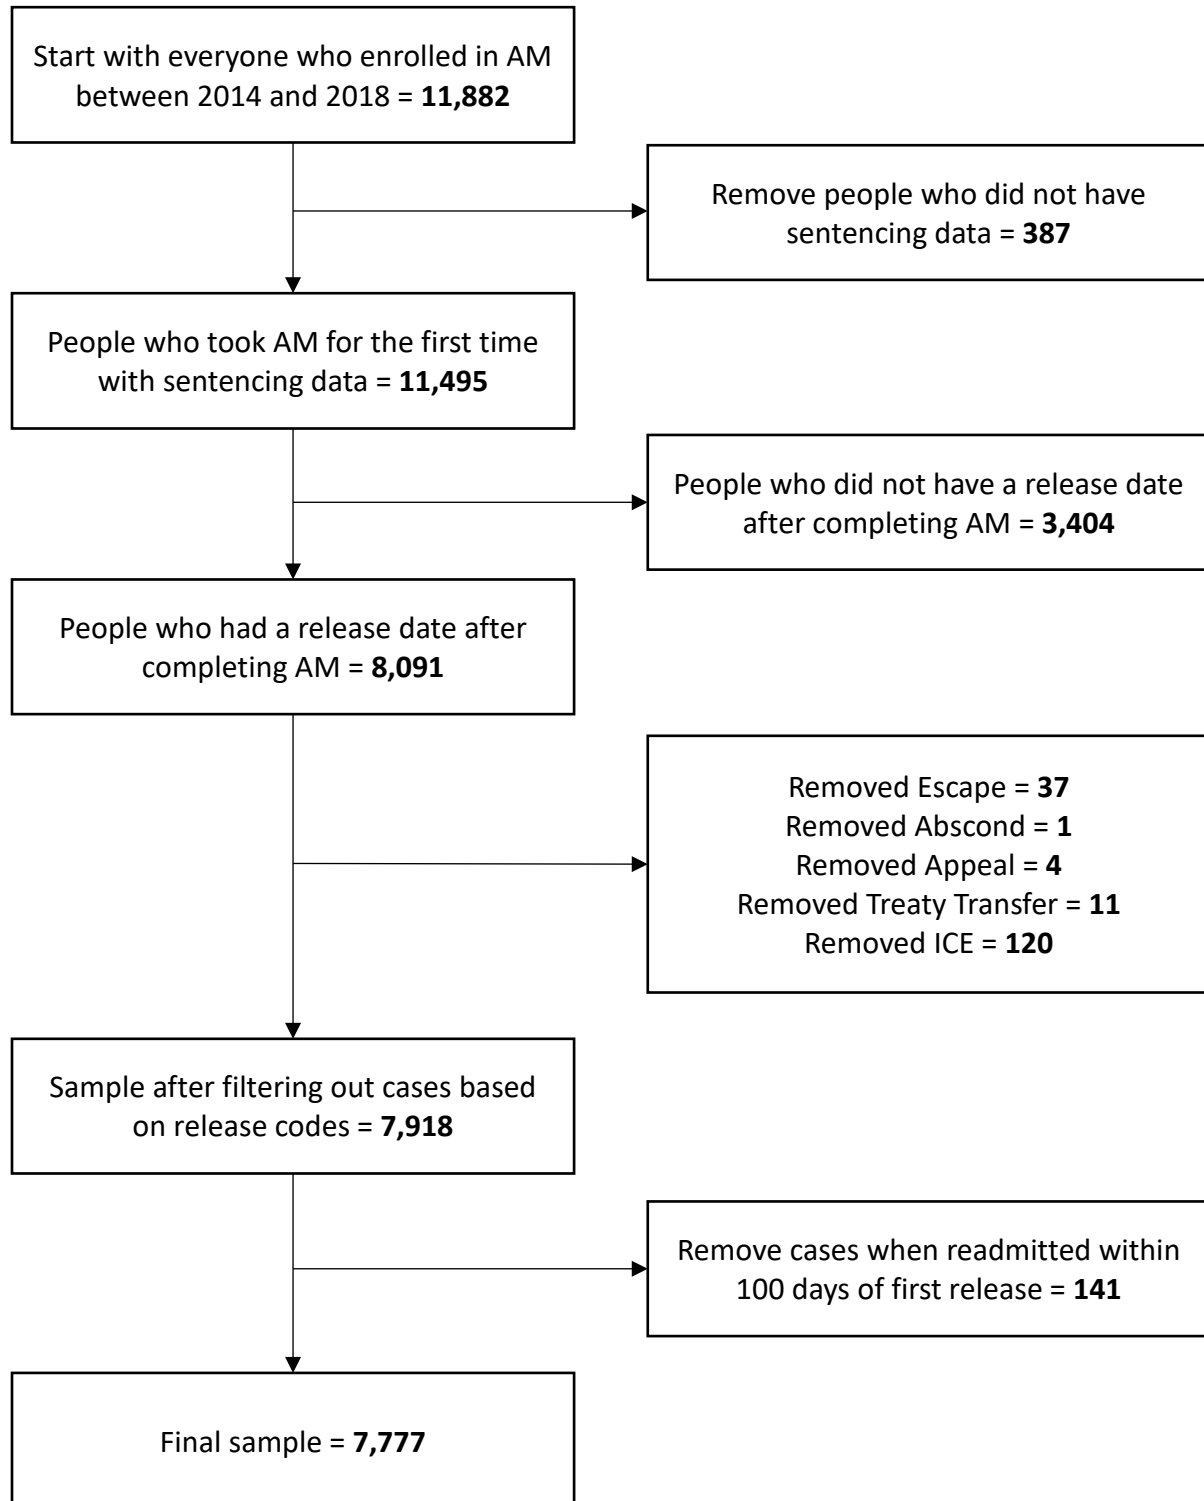 Start with everyone who enrolled in AM
between 2014 and 2018 = 11,882
Remove people who did not have
sentencing data = 387
People who took AM for the first time
with sentencing data = 11,495
People who did not have a release date
after completing AM = 3,404
People who had a release date after
completing AM = 8,091
Removed Escape = 37
Removed Abscond = 1
Removed Appeal = 4
Removed Treaty Transfer = 11
Removed ICE = 120
Sample after filtering out cases based
on release codes = 7,918
Remove cases when readmitted within
100 days of first release = 141
Final sample = 7,777